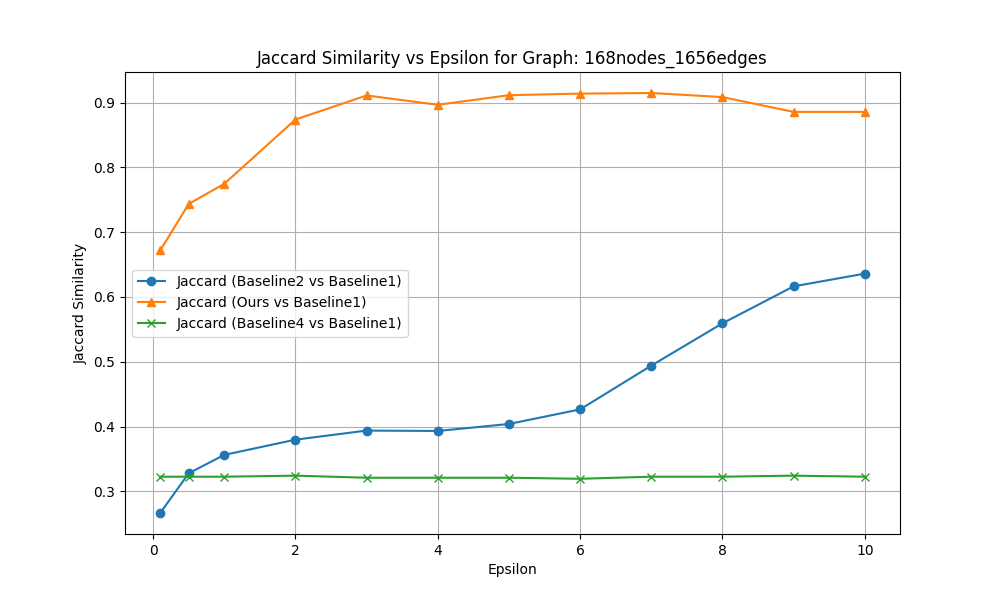 Jaccard Similarity vs Epsilon for Graph: 168nodes_1656edges
Jaccard Similarity
0.9
0.8
0.7
0.6
0.5
0.4
0.3
Jaccard (Baseline2 vs Baseline1)
Jaccard (Ours vs Baseline1)
Jaccard (Baseline4 vs Baseline1)
0 2 4 6 8 10
Epsilon